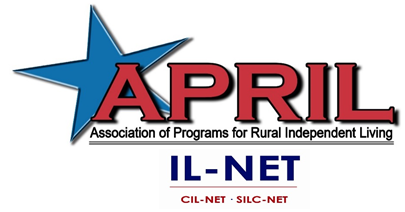 APRIL
Association of Programs for Rural Independent Living
IL-NET
CIL-NET · SILC-NET